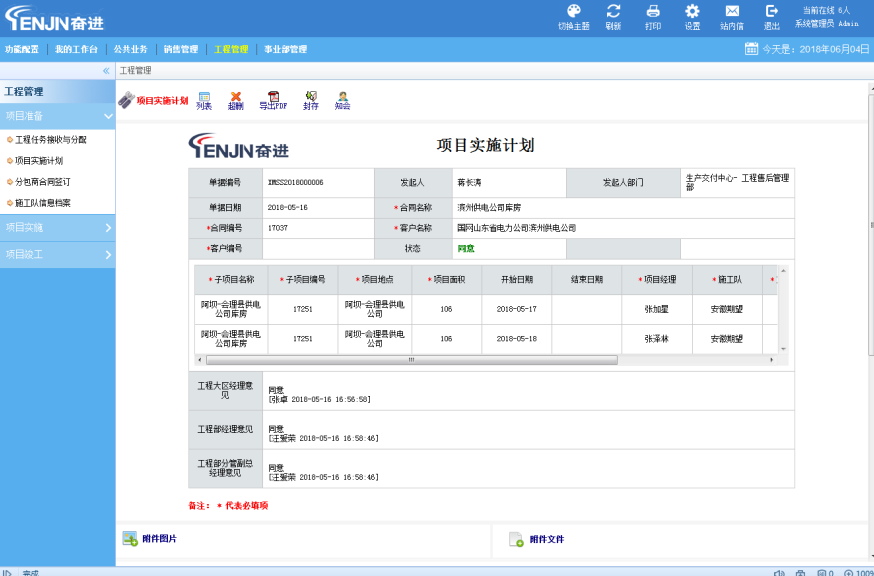 TENJIN奋进
切换主题 刷新 打印 设置 站内信 退出
当前在线 6人
系统管理员 Admin
功能配置 我的工作台 公共业务 销售管理 工程管理 事业部管理
今天是：2018年06月04日
工程管理
工程管理
项目准备
工程任务接收与分配
项目实施计划
分包商合同签订
施工队信息档案
项目实施
项目竣工
项目实施计划 列表 超删 导出PDF 封存 知会
TENJIN奋进
项目实施计划
单据编号 XMSS2018000006 发起人 蒋长涛 发起人部门 生产交付中心- 工程售后管理
部
单据日期 2018-05-16 *合同名称 滨州供电公司库房
*合同编号 17037 *客户名称 国网山东省电力公司滨州供电公司
*客户编号 状态 同意
*子项目名称 *子项目编号 *项目地点 *项目面积 开始日期 结束日期 *项目经理 *施工队 *
阿坝-会理县供电
公司库房 17251 阿坝-会理县供电
公司 106 2018-05-17 张加星 安徽期望
阿坝-会理县供电
公司库房 17251 阿坝-会理县供电
公司 106 2018-05-18 张泽林 安徽期望
工程大区经理意
见
同意
[张卓 2018-05-16 16:56:58]
工程部经理意见
同意
[汪爱荣 2018-05-16 16:58:46]
工程部分管副总
经理意见
同意
[汪爱荣 2018-05-16 16:58:46]
备注： * 代表必填项
附件图片 附件文件
完成 0 100%